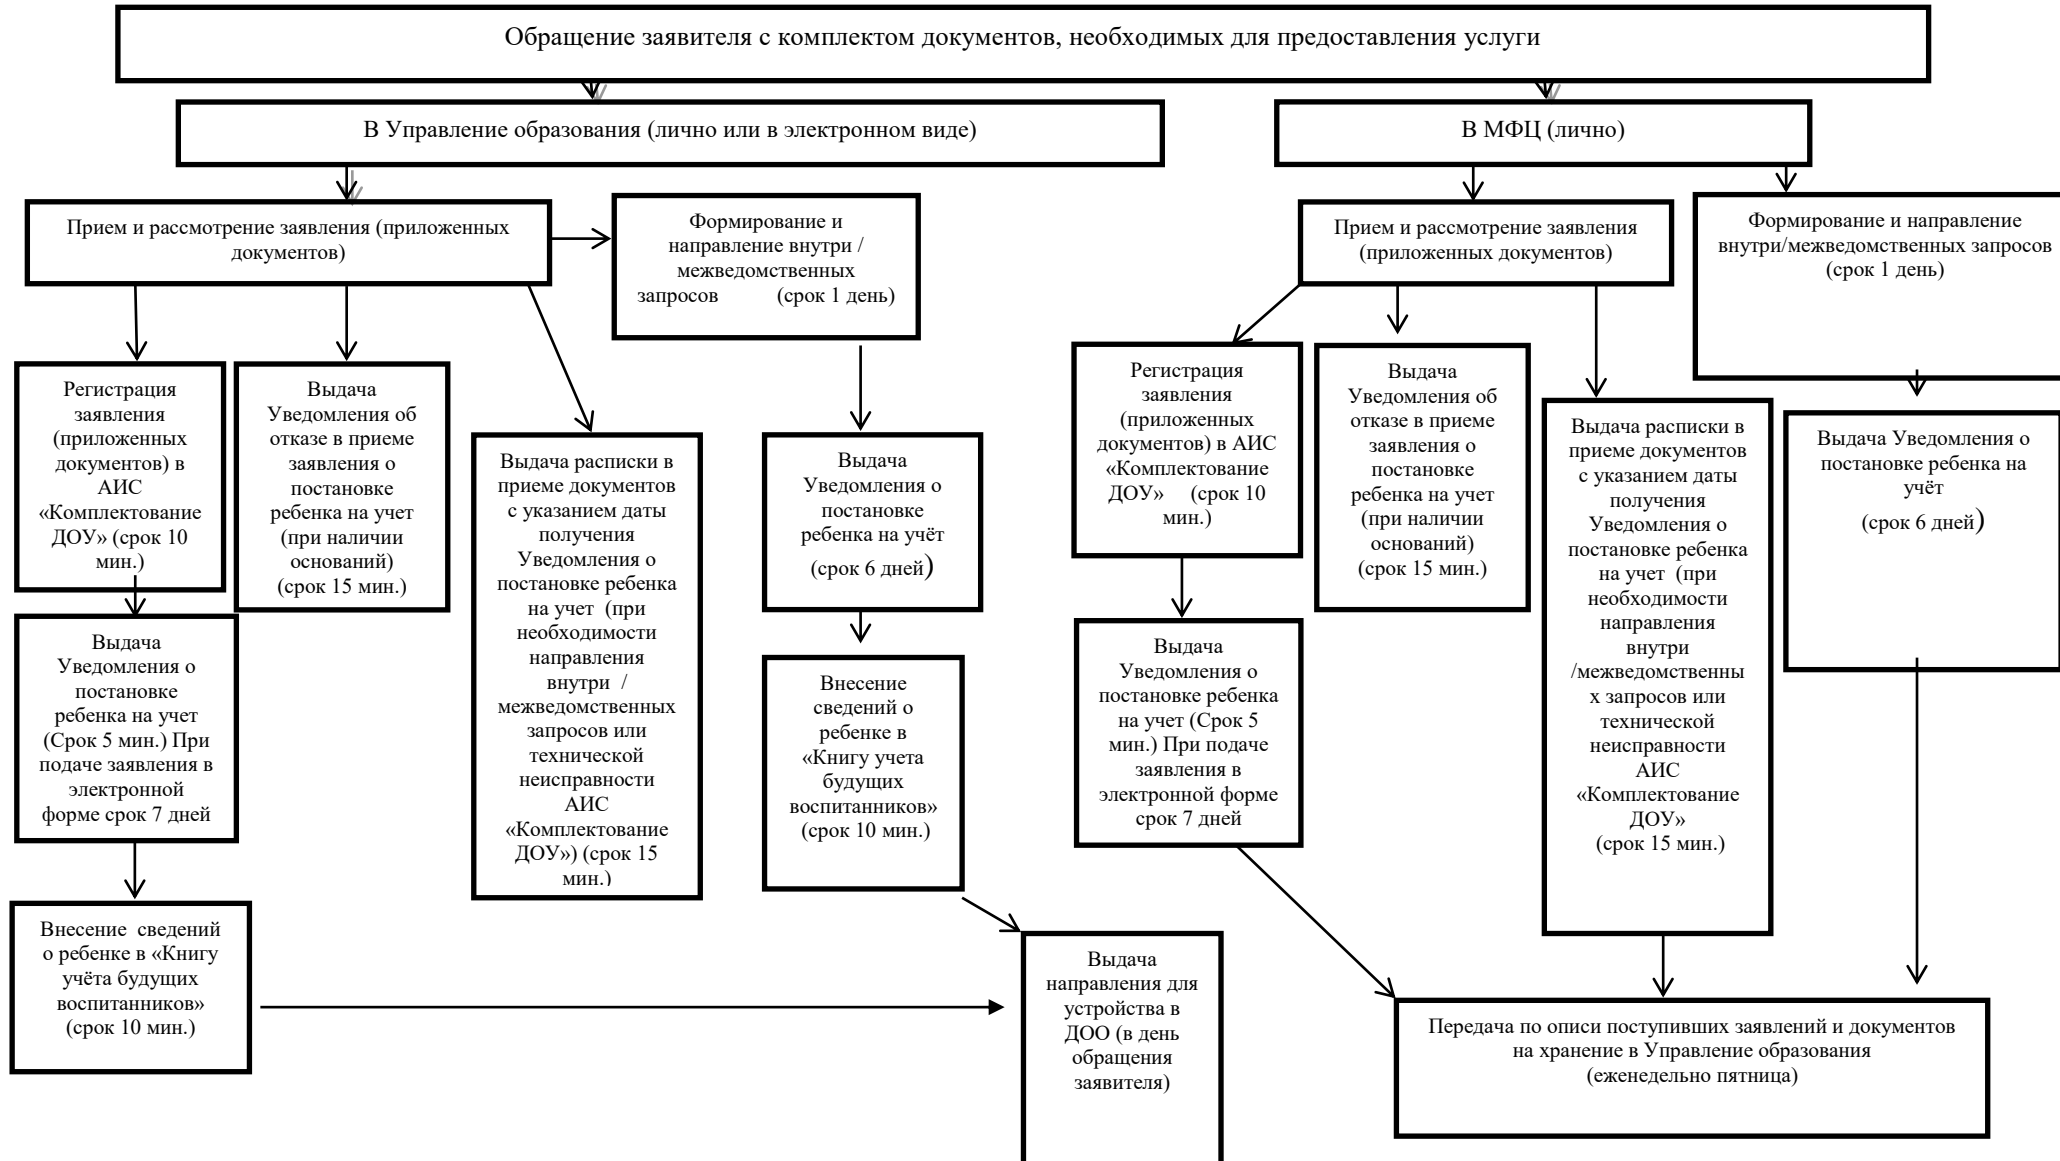 Обращение заявителя с комплектом документов, необходимых для предоставления услуги
В Управление образования (лично или в электронном виде)
В МФЦ (лично)
Прием и рассмотрение заявления (приложенных
документов)
Формирование и
направление внутри /
межведомственных
запросов (срок 1 день)
Прием и рассмотрение заявления
(приложенных документов)
Формирование и направление
внутри/межведомственных запросов
(срок 1 день)
Регистрация
заявления
(приложенных
документов) в
АИС
«Комплектование
ДОУ» (срок 10
мин.)
Выдача
Уведомления об
отказе в приеме
заявления о
постановке
ребенка на учет
(при наличии
оснований)
(срок 15 мин.)
Выдача расписки в
приеме документов
с указанием даты
получения
Уведомления о
постановке ребенка
на учет (при
необходимости
направления
внутри /
межведомственных
запросов или
технической
неисправности
АИС
«Комплектование
ДОУ») (срок 15
мин.)
Выдача
Уведомления о
постановке
ребенка на учёт
(срок 6 дней)
Регистрация
заявления
(приложенных
документов) в АИС
«Комплектование
ДОУ» (срок 10
мин.)
Выдача
Уведомления об
отказе в приеме
заявления о
постановке
ребенка на учет
(при наличии
оснований)
(срок 15 мин.)
Выдача расписки в
приеме документов
с указанием даты
получения
Уведомления о
постановке ребенка
на учет (при
необходимости
направления
внутри
/межведомственны
х запросов или
технической
неисправности
АИС
«Комплектование
ДОУ»
(срок 15 мин.)
Выдача Уведомления о
постановке ребенка на
учёт
(срок 6 дней)
Выдача
Уведомления о
постановке
ребенка на учет
(Срок 5 мин.) При
подаче заявления в
электронной
форме срок 7 дней
Внесение
сведений о
ребенке в
«Книгу учета
будущих
воспитанников»
(срок 10 мин.)
Выдача
Уведомления о
постановке ребенка
на учет (Срок 5
мин.) При подаче
заявления в
электронной форме
срок 7 дней
Внесение сведений
о ребенке в «Книгу
учёта будущих
воспитанников»
(срок 10 мин.)
Выдача
направления для
устройства в
ДОО (в день
обращения
заявителя)
Передача по описи поступивших заявлений и документов
на хранение в Управление образования
(еженедельно пятница)